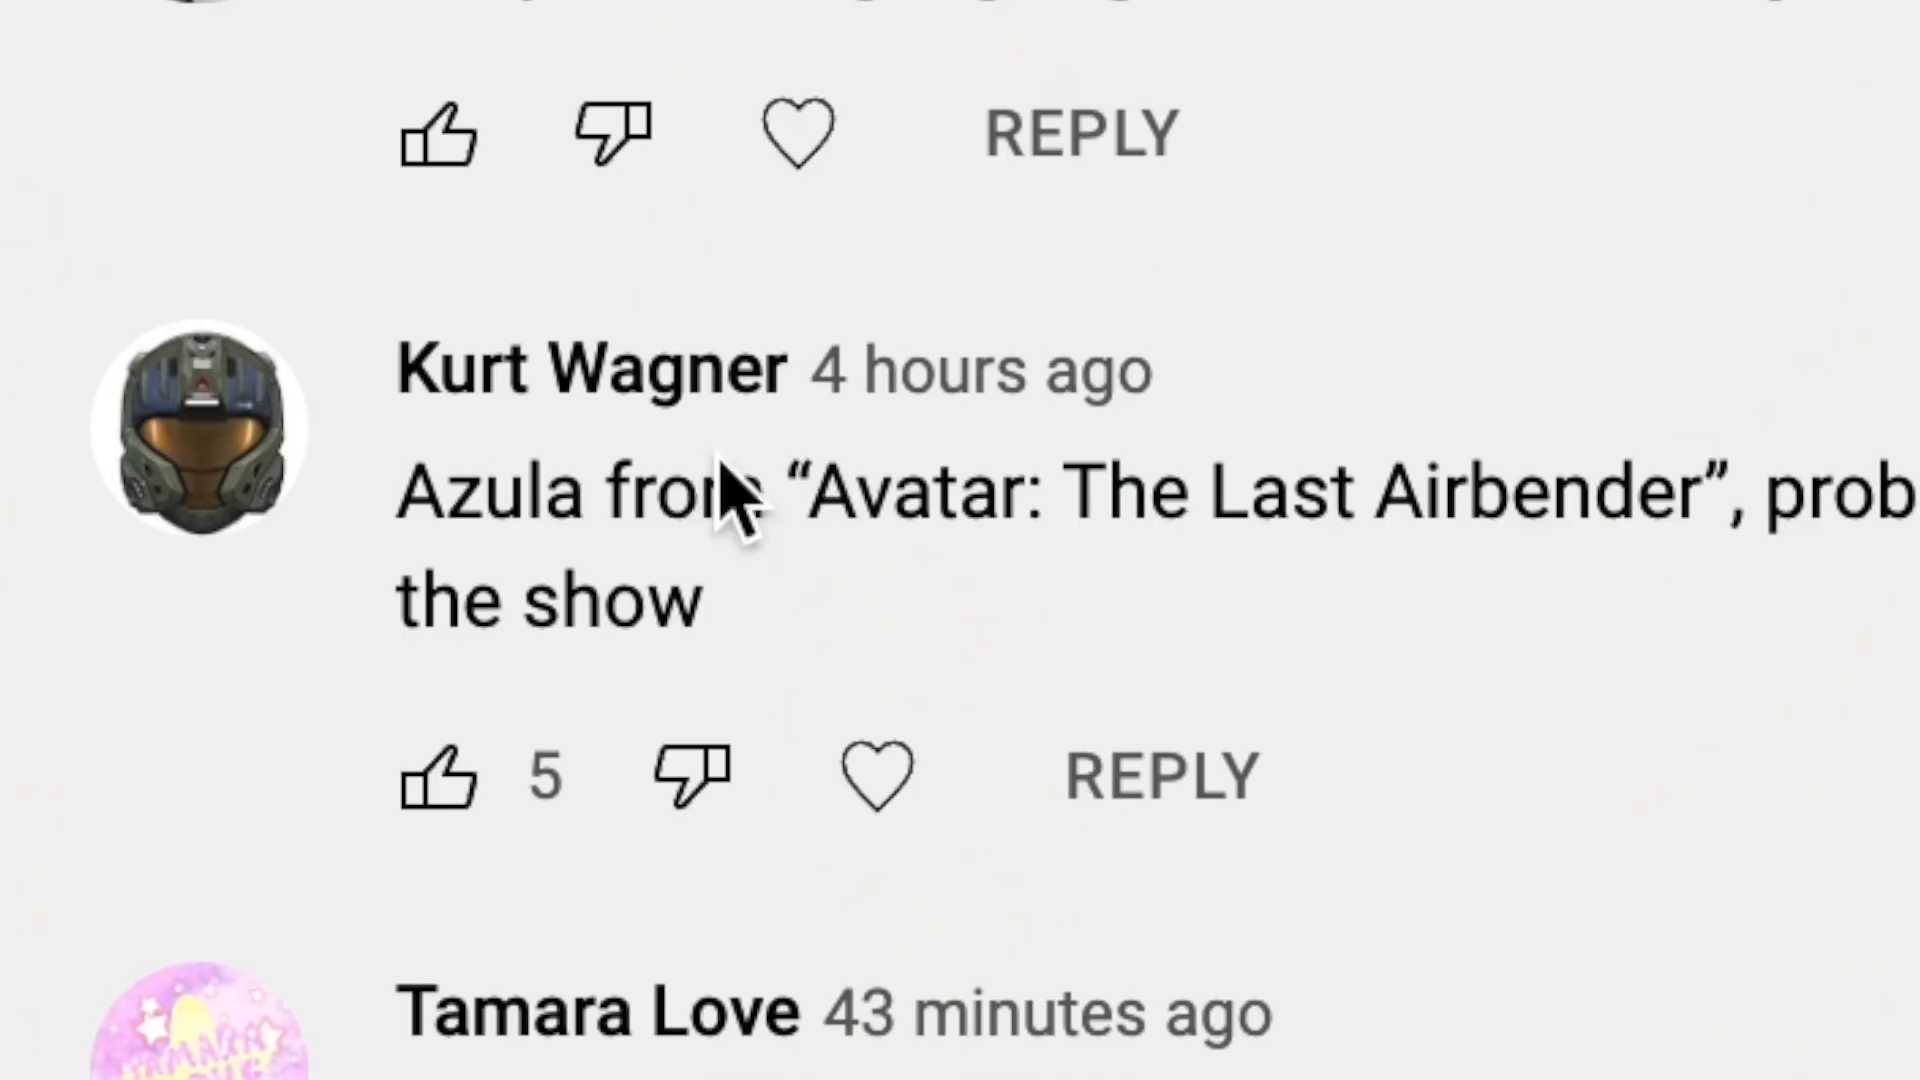 REPLY
Kurt Wagner 4 hours ago
Azula from “Avatar: The Last Airbender”, prob
the show
5
REPLY
Tamara Love 43 minutes ago